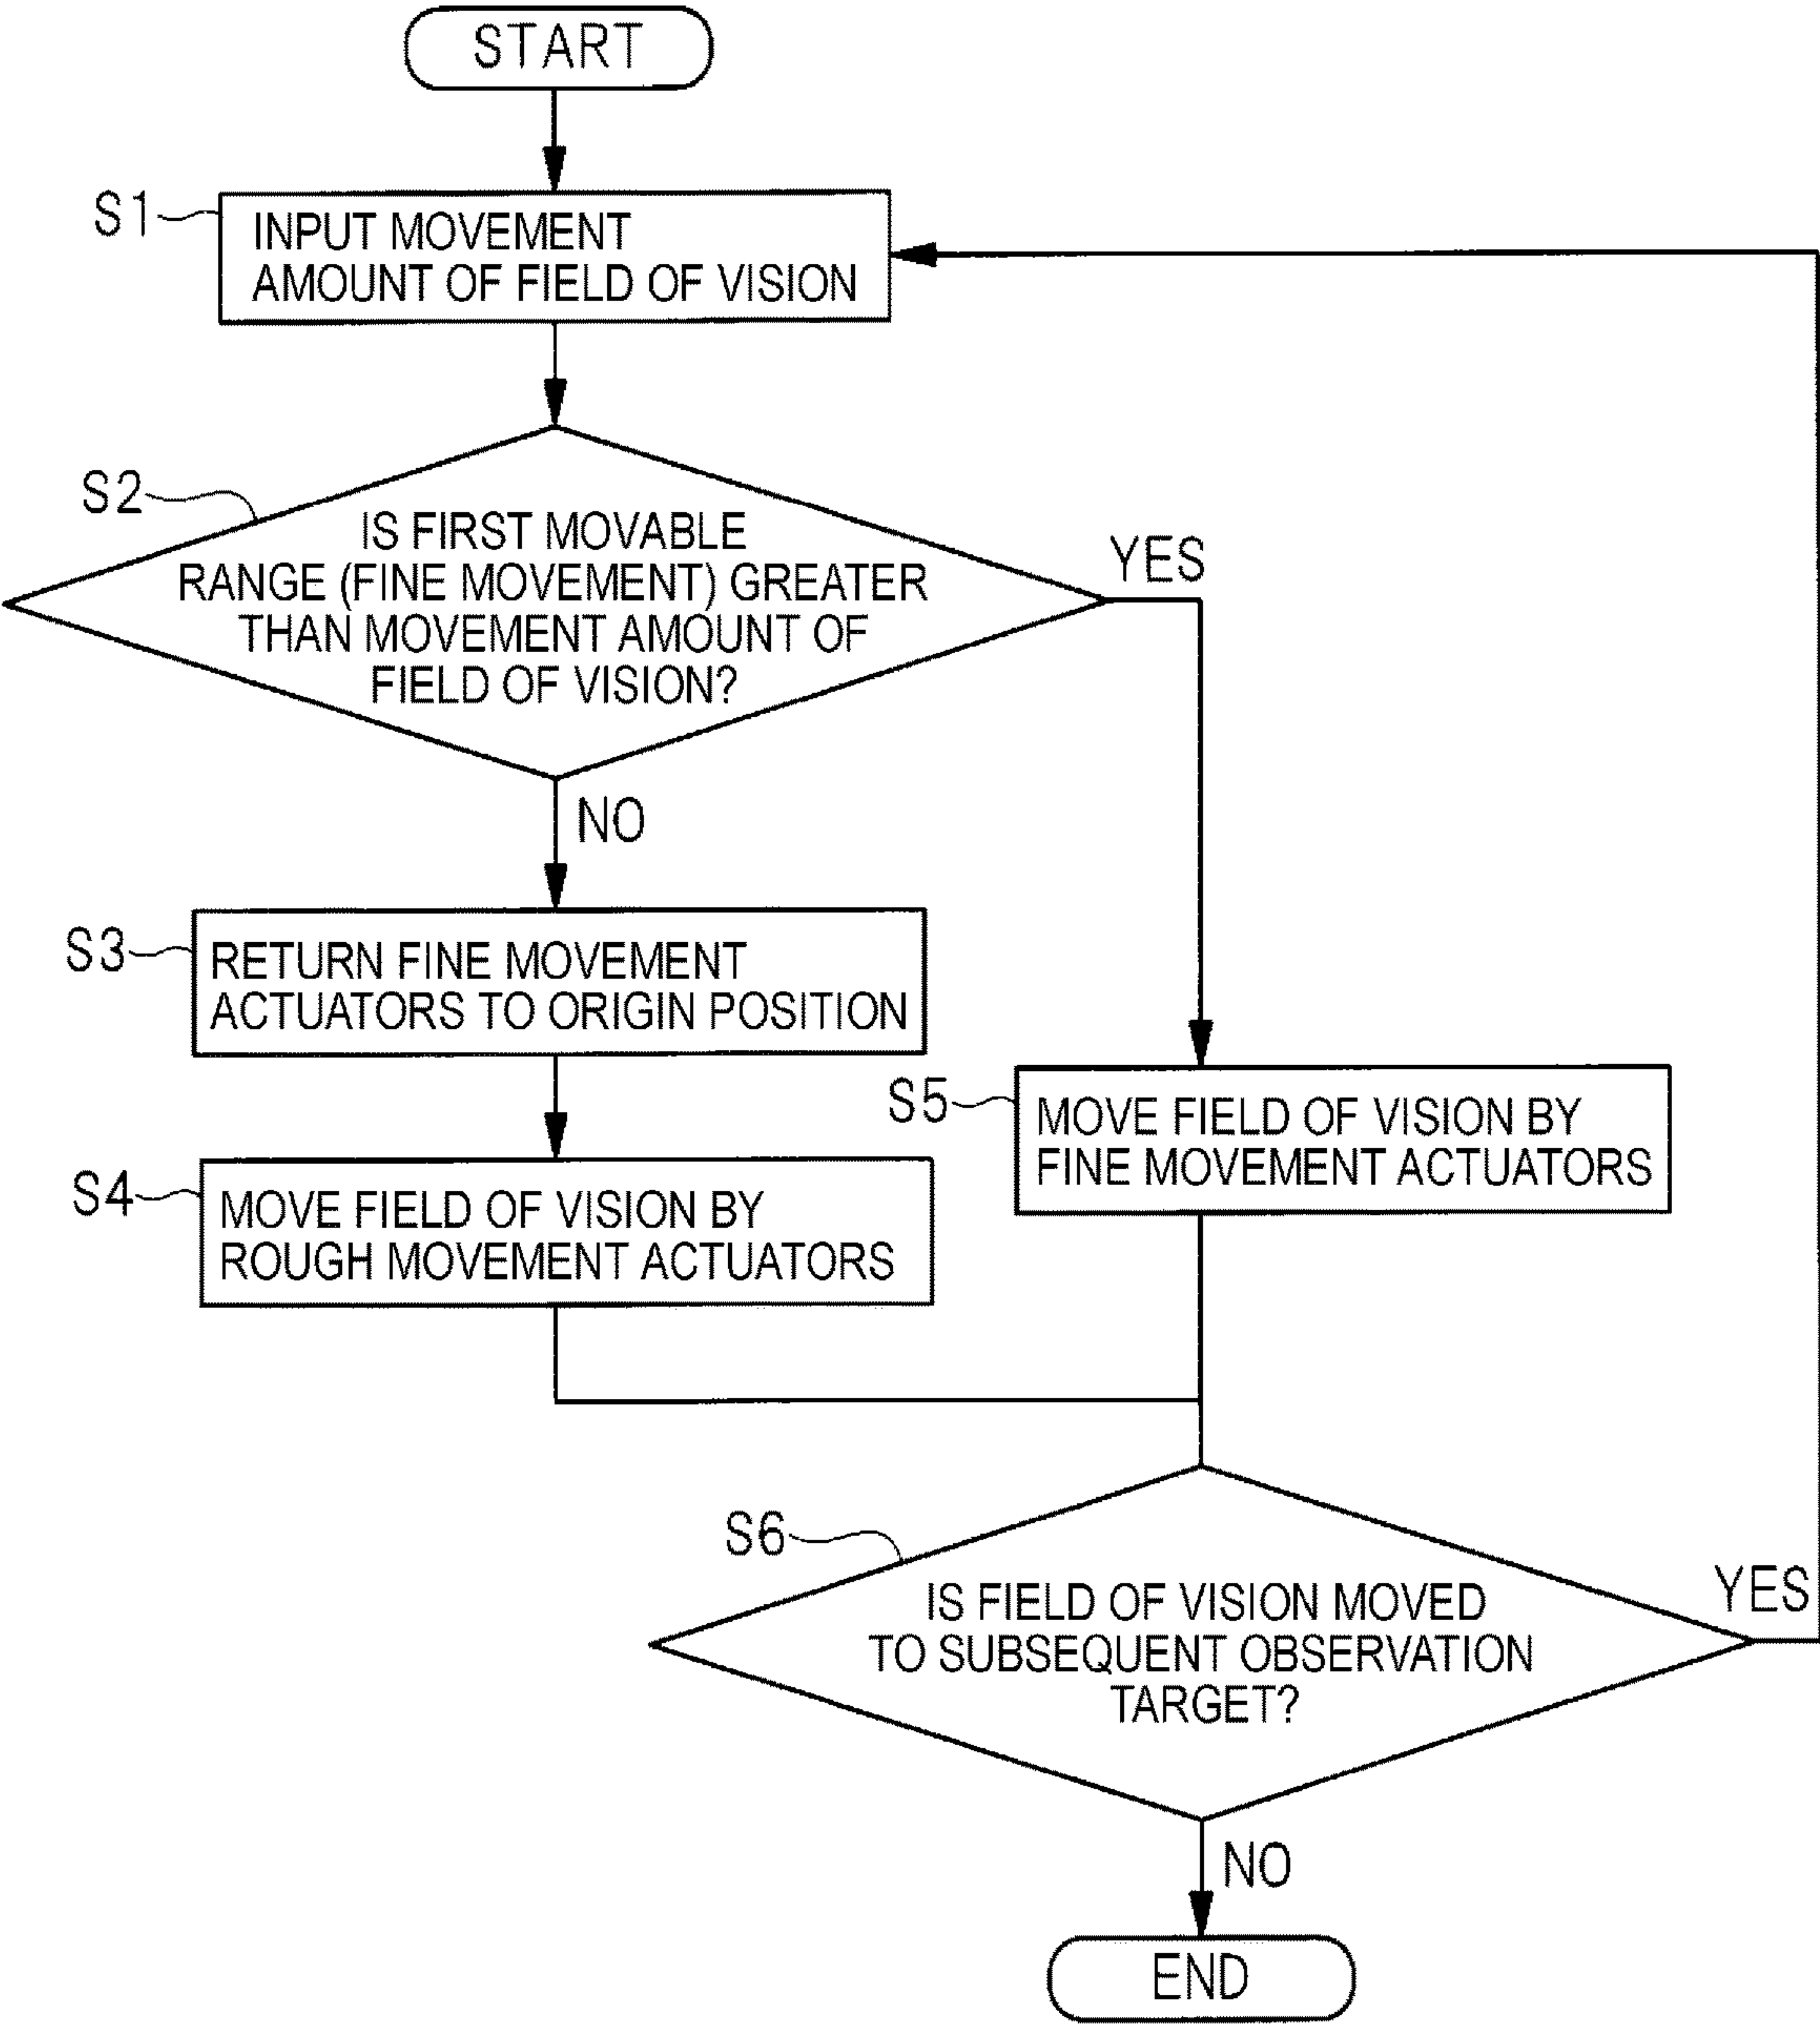 START
S1
INPUT MOVEMENT
AMOUNT OF FIELD OF VISION
S2
IS FIRST MOVABLE
RANGE (FINE MOVEMENT) GREATER
THAN MOVEMENT AMOUNT OF
FIELD OF VISION?
YES
NO
S3
RETURN FINE MOVEMENT
ACTUATORS TO ORIGIN POSITION
S4
MOVE FIELD OF VISION BY
ROUGH MOVEMENT ACTUATORS
S5
MOVE FIELD OF VISION BY
FINE MOVEMENT ACTUATORS
S6
IS FIELD OF VISION MOVED
TO SUBSEQUENT OBSERVATION
TARGET?
YES
NO
END